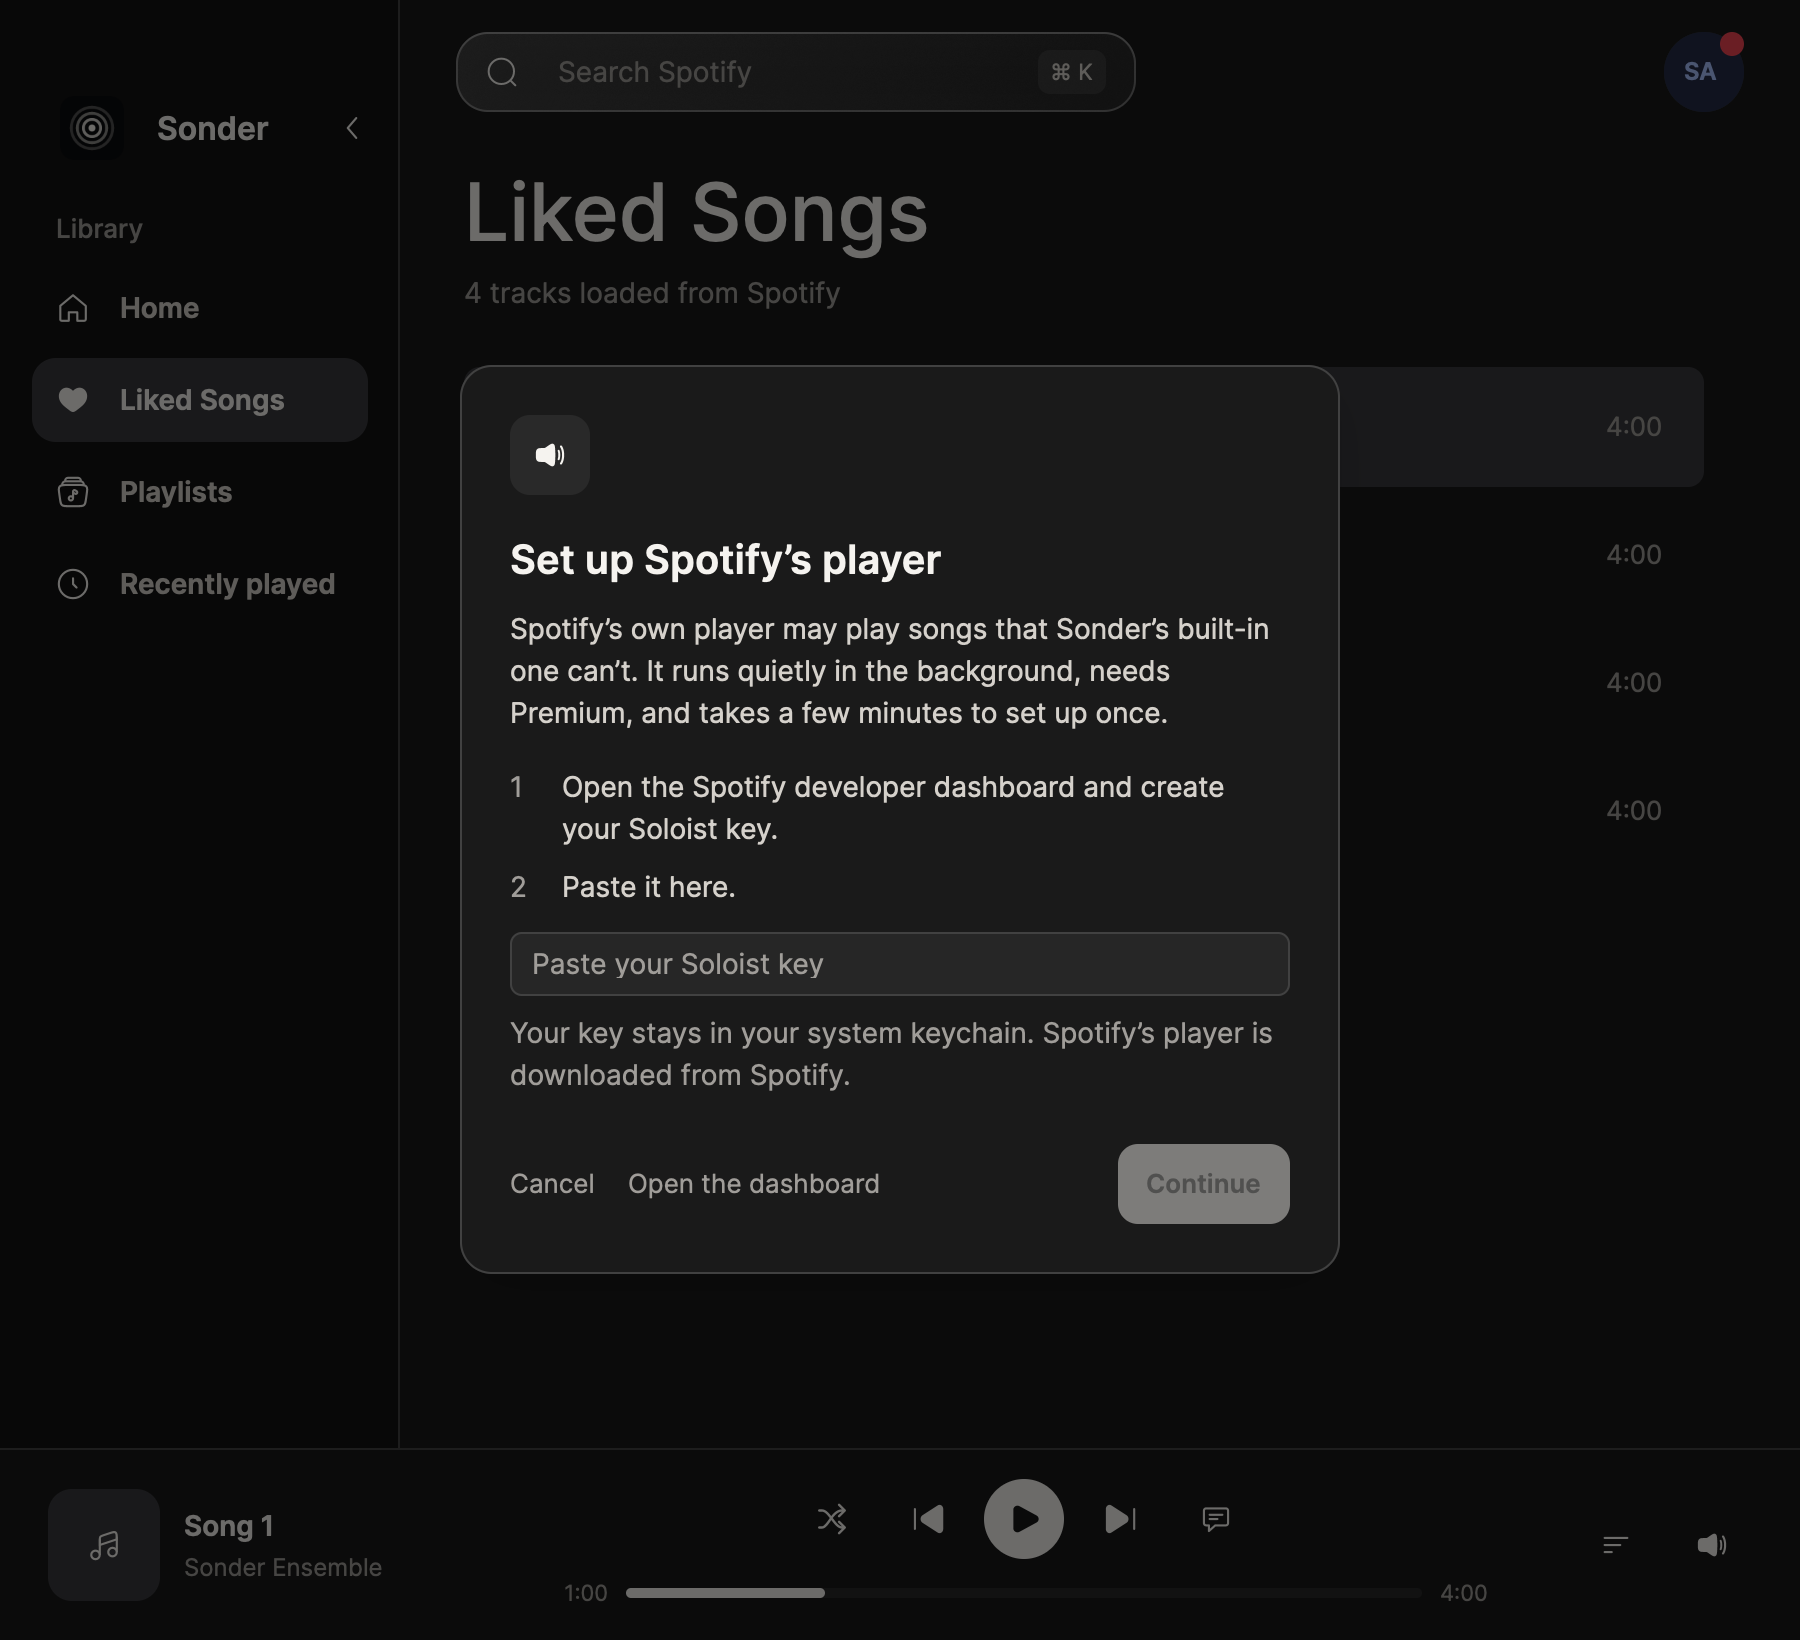 Sonder
Library
Home
Liked Songs
Playlists
Recently played
Search Spotify
⌘ K
SA
Liked Songs
4 tracks loaded from Spotify
4:00
4:00
4:00
4:00
Set up Spotify’s player
Spotify’s own player may play songs that Sonder’s built-in
one can’t. It runs quietly in the background, needs
Premium, and takes a few minutes to set up once.
1 Open the Spotify developer dashboard and create
your Soloist key.
2 Paste it here.
Paste your Soloist key
Your key stays in your system keychain. Spotify’s player is
downloaded from Spotify.
Cancel
Open the dashboard
Continue
Song 1
Sonder Ensemble
1:00
4:00